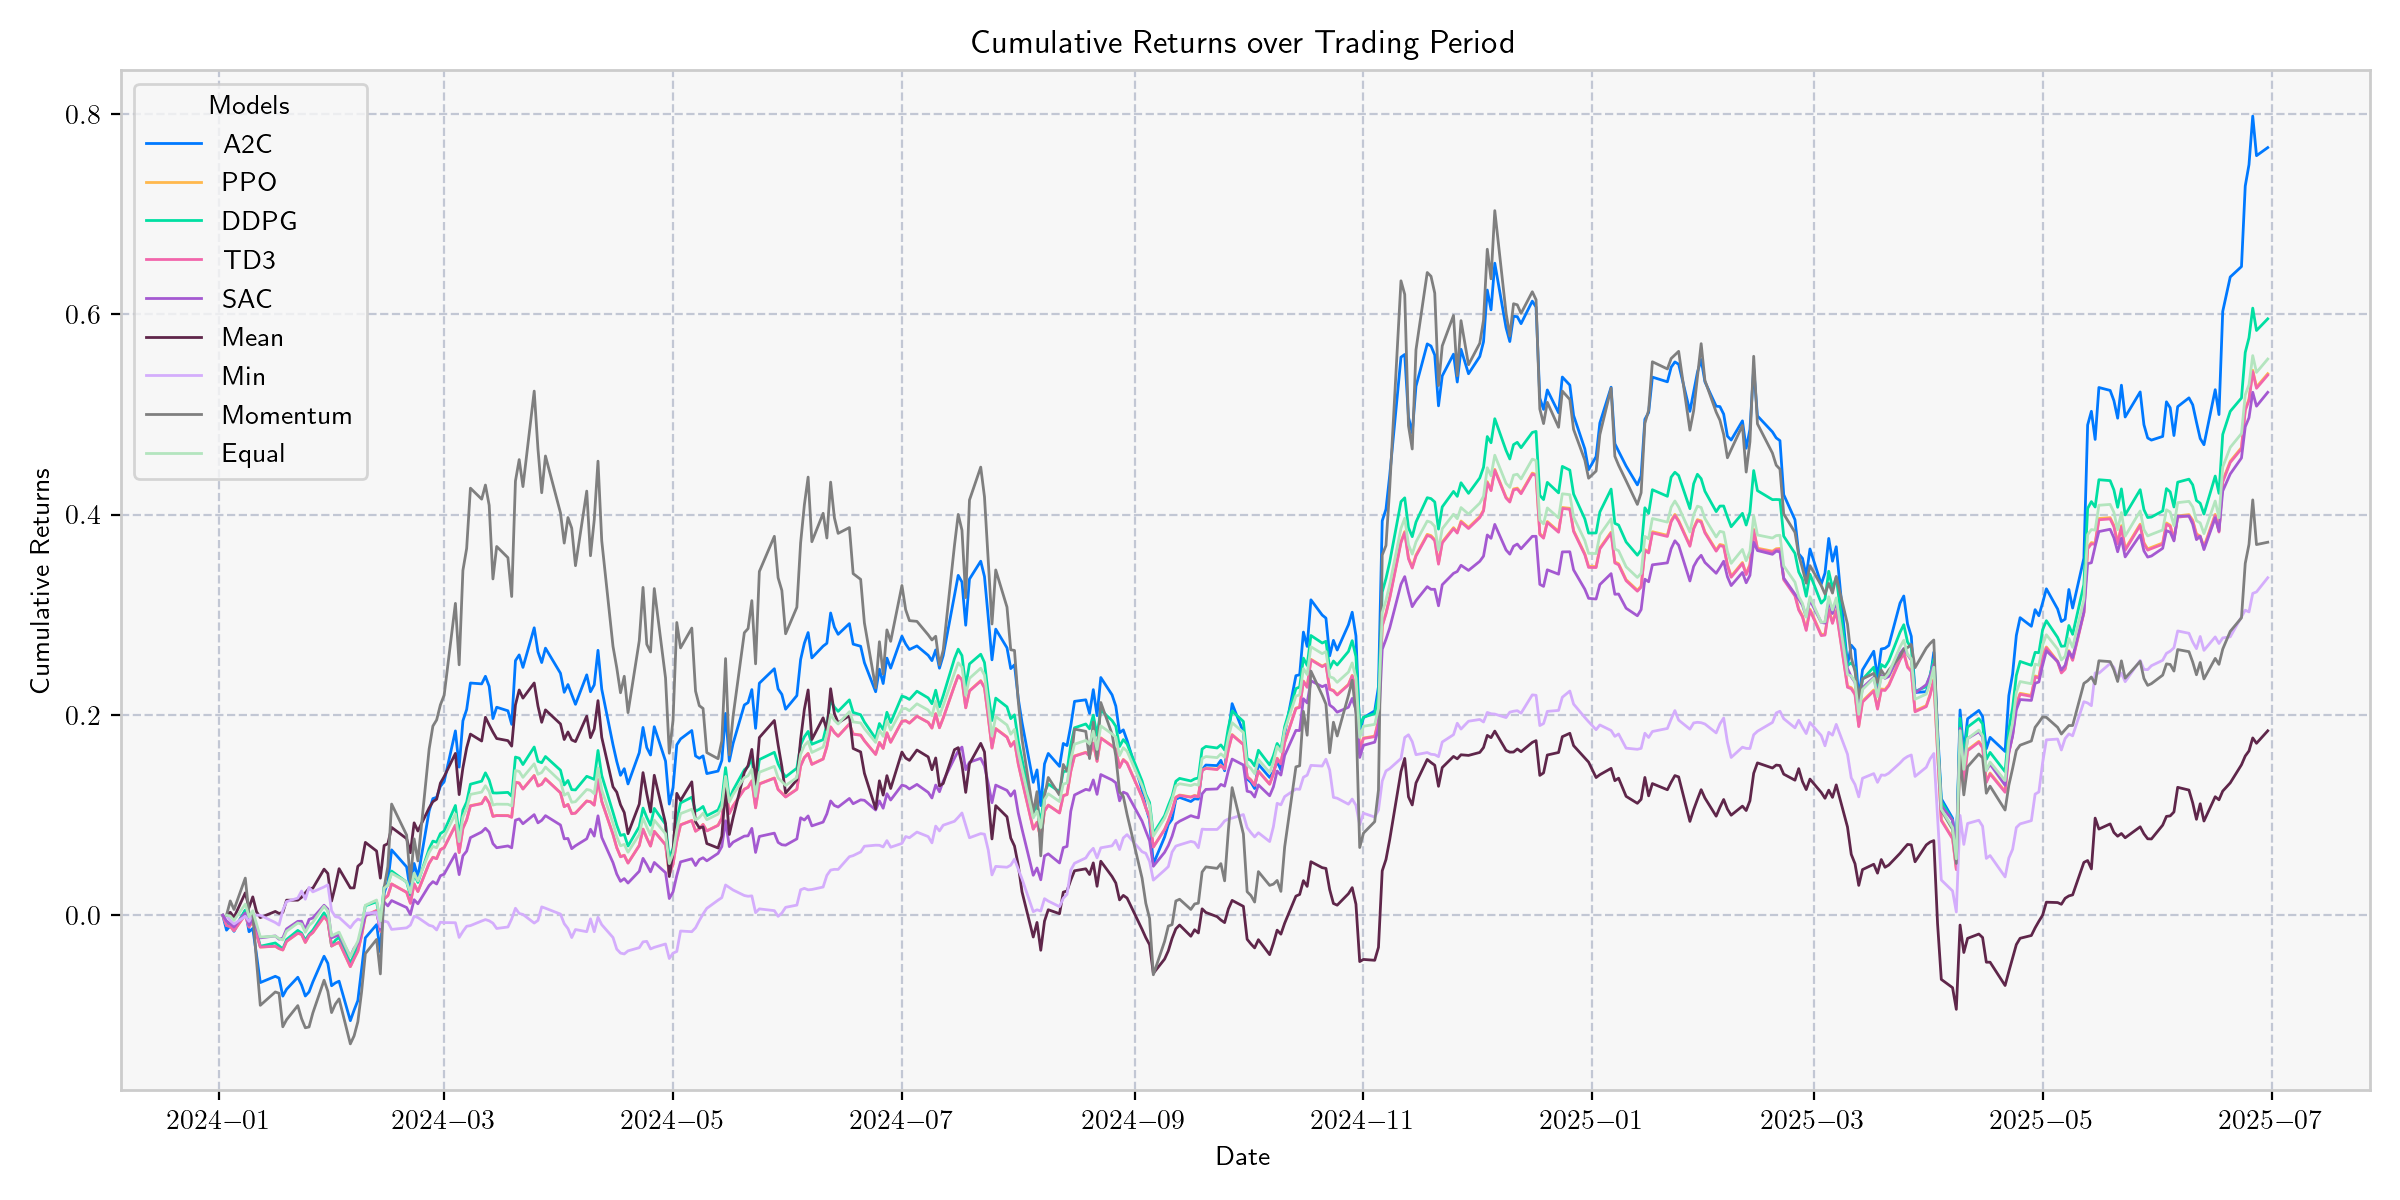 Cumulative Returns over Trading Period
Models
A2C
PPO
DDPG
TD3
SAC
Mean
Min
Momentum
Equal
Cumulative Returns
0.8
0.6
0.4
0.2
0.0
2024−01
2024−03
2024−05
2024−07
2024−09
2024−11
2025−01
2025−03
2025−05
2025−07
Date